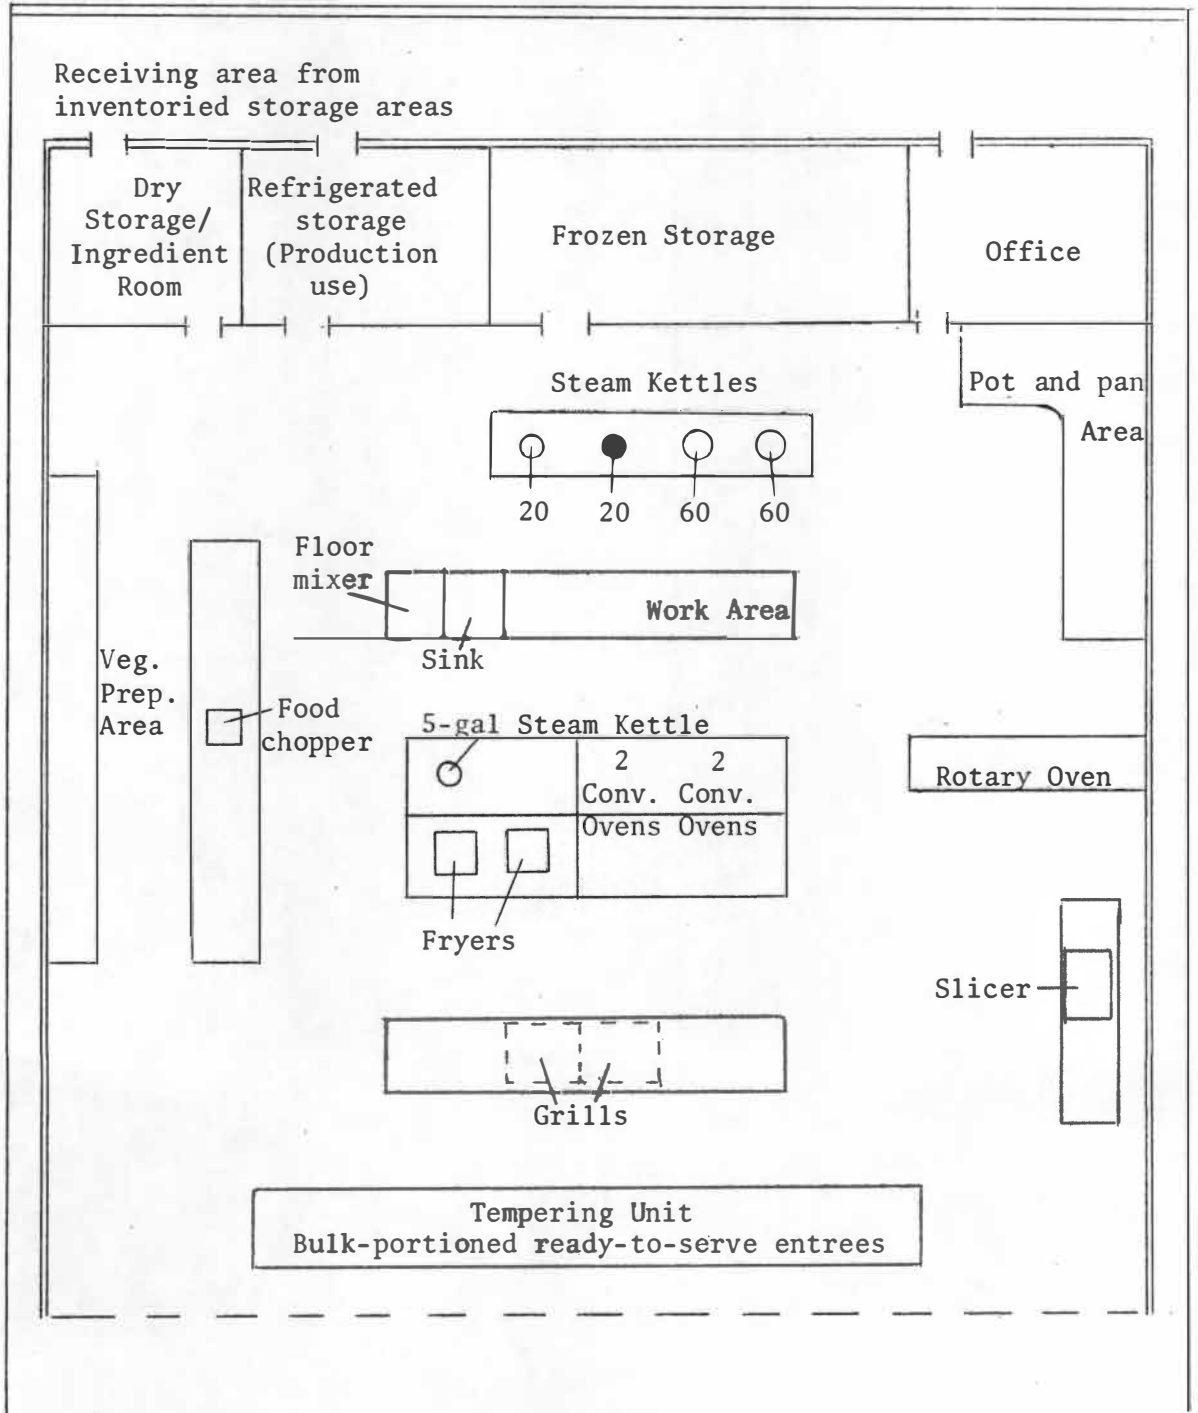 Receiving area from
inventoried storage areas
Dry
Storage/
Ingredient
Room
Refrigerated
storage
(Production
use)
Frozen Storage
Office
Steam Kettles
20
20
60
60
Pot and pan
Area
Floor
mixer
Sink
Work Area
Veg.
Prep.
Area
Food
chopper
5-gal Steam Kettle
2
Conv.
Ovens
2
Conv.
Ovens
Fryers
Rotary Oven
Slicer
Grills
Tempering Unit
Bulk-portioned ready-to-serve entrees